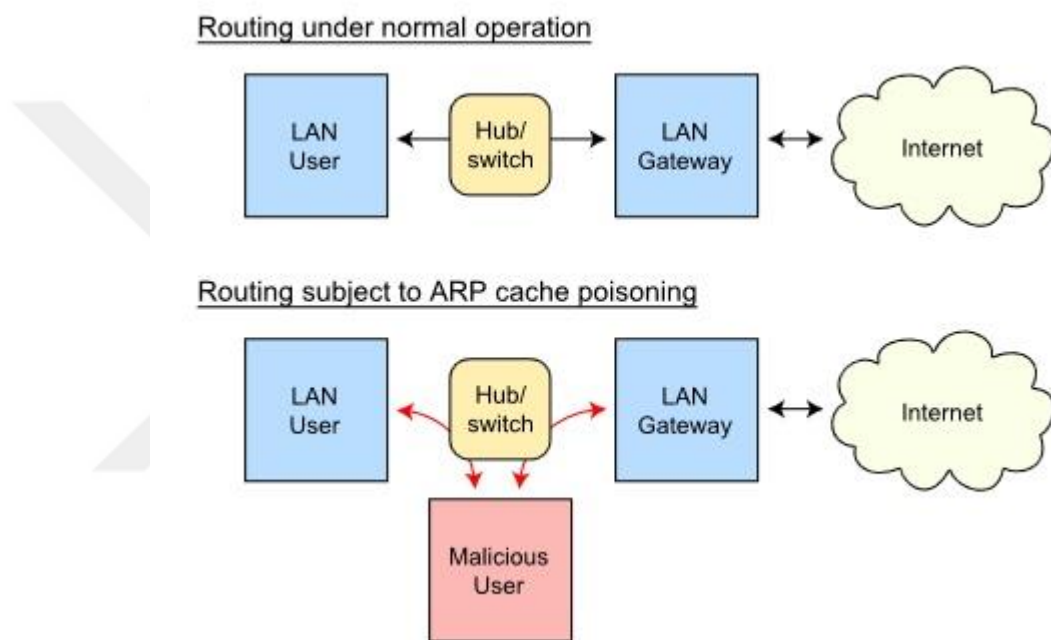 Routing under normal operation
LAN
User
Hub/
switch
LAN
Gateway
Internet
Routing subject to ARP cache poisoning
LAN
User
Hub/
switch
LAN
Gateway
Internet
Malicious
User